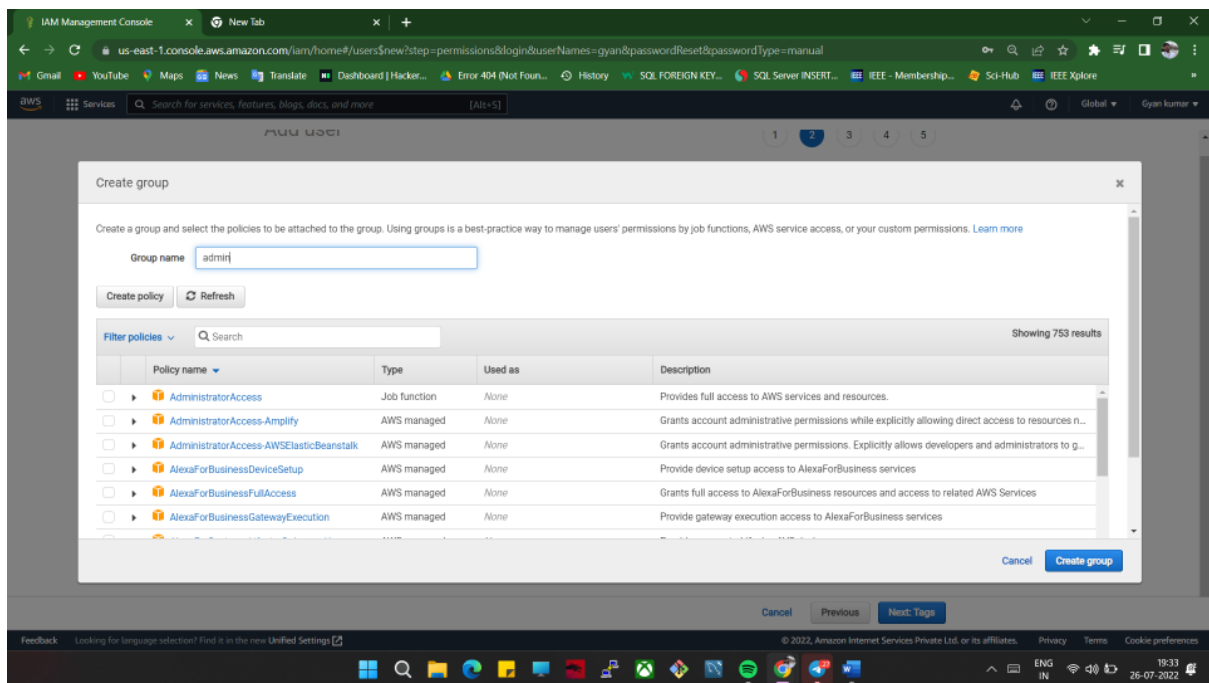 IAM Management Console
New Tab
us-east-1.console.aws.amazon.com/iam/home#/users$new?step=permissions&login&userNames=gyan&passwordReset&passwordType=manual
Gmail YouTube Maps News Translate Dashboard | Hacker... Error 404 (Not Foun... History SQL FOREIGN KEY... SQL Server INSERT... IEEE - Membership... Sci-Hub IEEE Xplore
aws Services Search for services, features, blogs, docs, and more [Alt+S] Global Gyan kumar
Add user 1 2 3 4 5
Create group
Create a group and select the policies to be attached to the group. Using groups is a best-practice way to manage users' permissions by job functions, AWS service access, or your custom permissions. Learn more
Group name admin
Create policy Refresh
Filter policies Search Showing 753 results
Policy name Type Used as Description
AdministratorAccess Job function None Provides full access to AWS services and resources.
AdministratorAccess-Amplify AWS managed None Grants account administrative permissions while explicitly allowing direct access to resources n...
AdministratorAccess-AWSElasticBeanstalk AWS managed None Grants account administrative permissions. Explicitly allows developers and administrators to g...
AlexaForBusinessDeviceSetup AWS managed None Provide device setup access to AlexaForBusiness services
AlexaForBusinessFullAccess AWS managed None Grants full access to AlexaForBusiness resources and access to related AWS Services
AlexaForBusinessGatewayExecution AWS managed None Provide gateway execution access to AlexaForBusiness services
Cancel Create group
Cancel Previous Next: Tags
Feedback Looking for language selection? Find it in the new Unified Settings © 2022, Amazon Internet Services Private Ltd. or its affiliates. Privacy Terms Cookie preferences
ENG
IN
19:33
26-07-2022